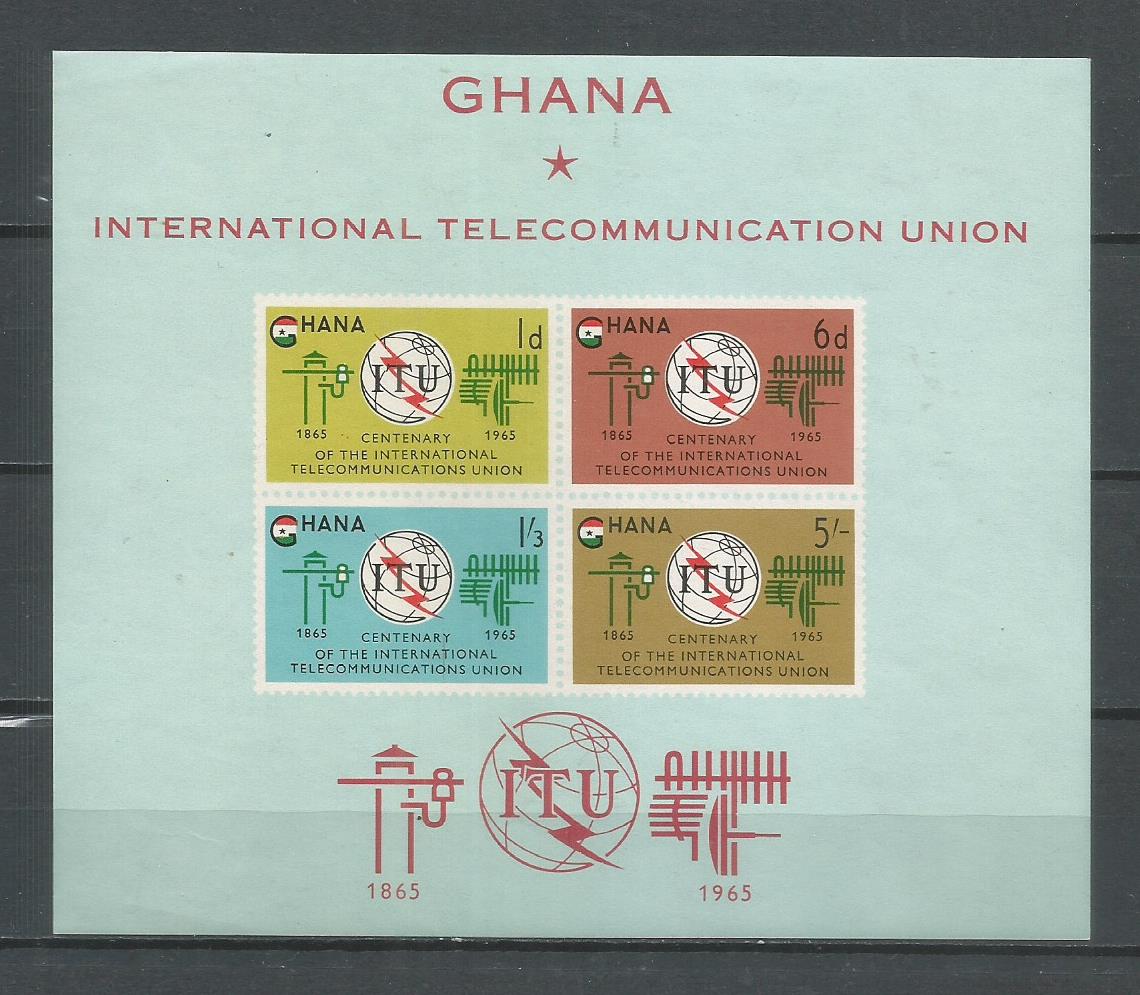 GHANA
INTERNATIONAL TELECOMMUNICATION UNION
GHANA 1d
ITU
1865 1965
CENTENARY
OF THE INTERNATIONAL
TELECOMMUNICATIONS UNION
GHANA 6d
ITU
1865 1965
CENTENARY
OF THE INTERNATIONAL
TELECOMMUNICATIONS UNION
GHANA 1/3
ITU
1865 1965
CENTENARY
OF THE INTERNATIONAL
TELECOMMUNICATIONS UNION
GHANA 5/-
ITU
1865 1965
CENTENARY
OF THE INTERNATIONAL
TELECOMMUNICATIONS UNION
ITU
1865 1965